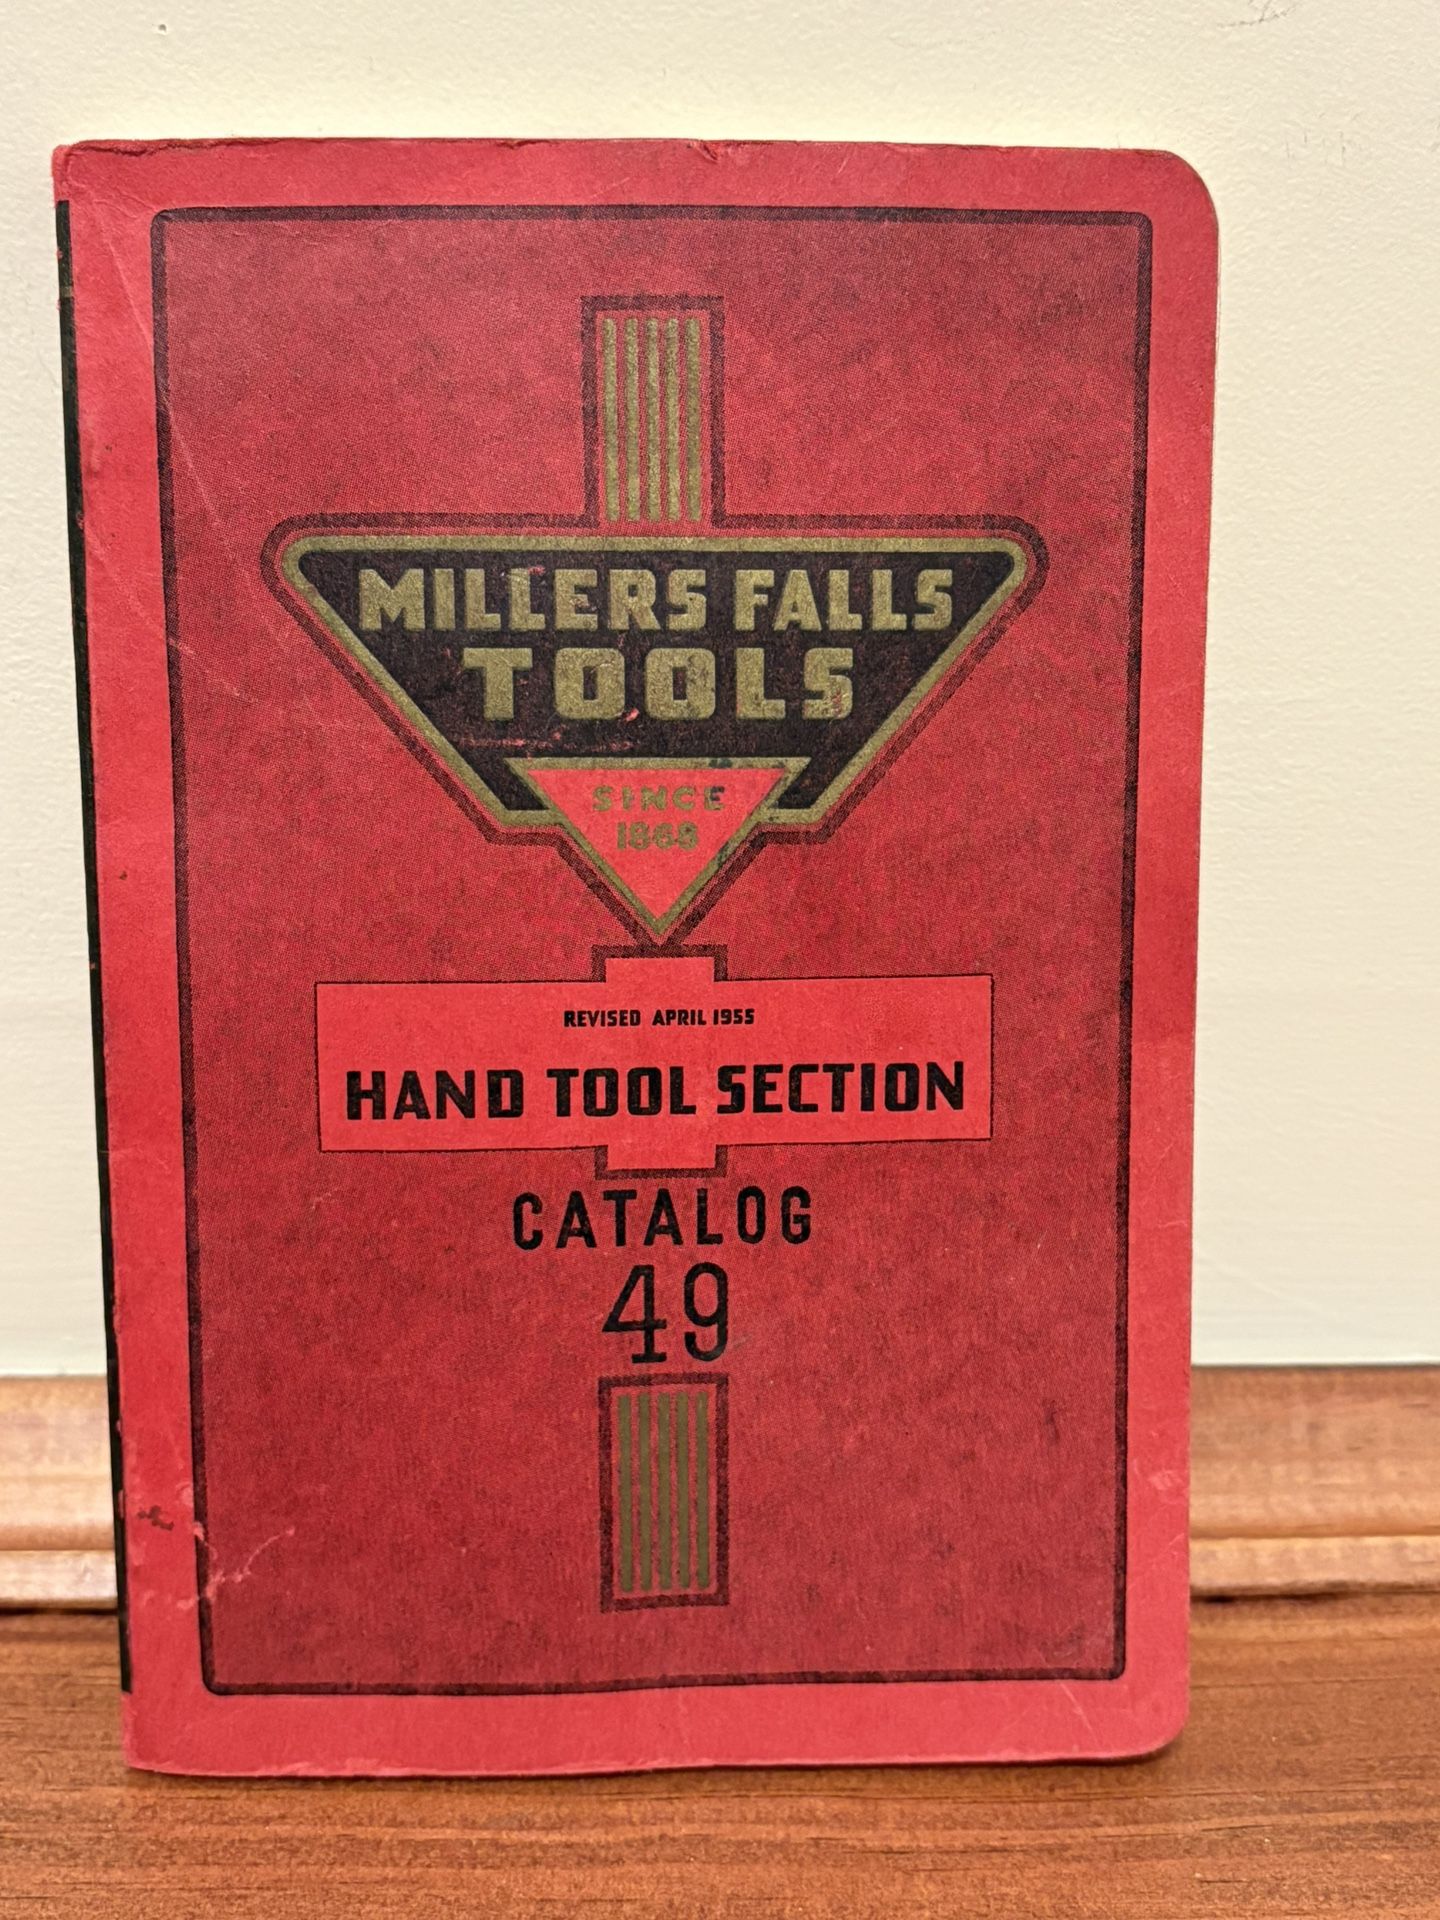 MILLERS FALLS
TOOLS
SINCE
1868
REVISED APRIL 1955
HAND TOOL SECTION
CATALOG
49